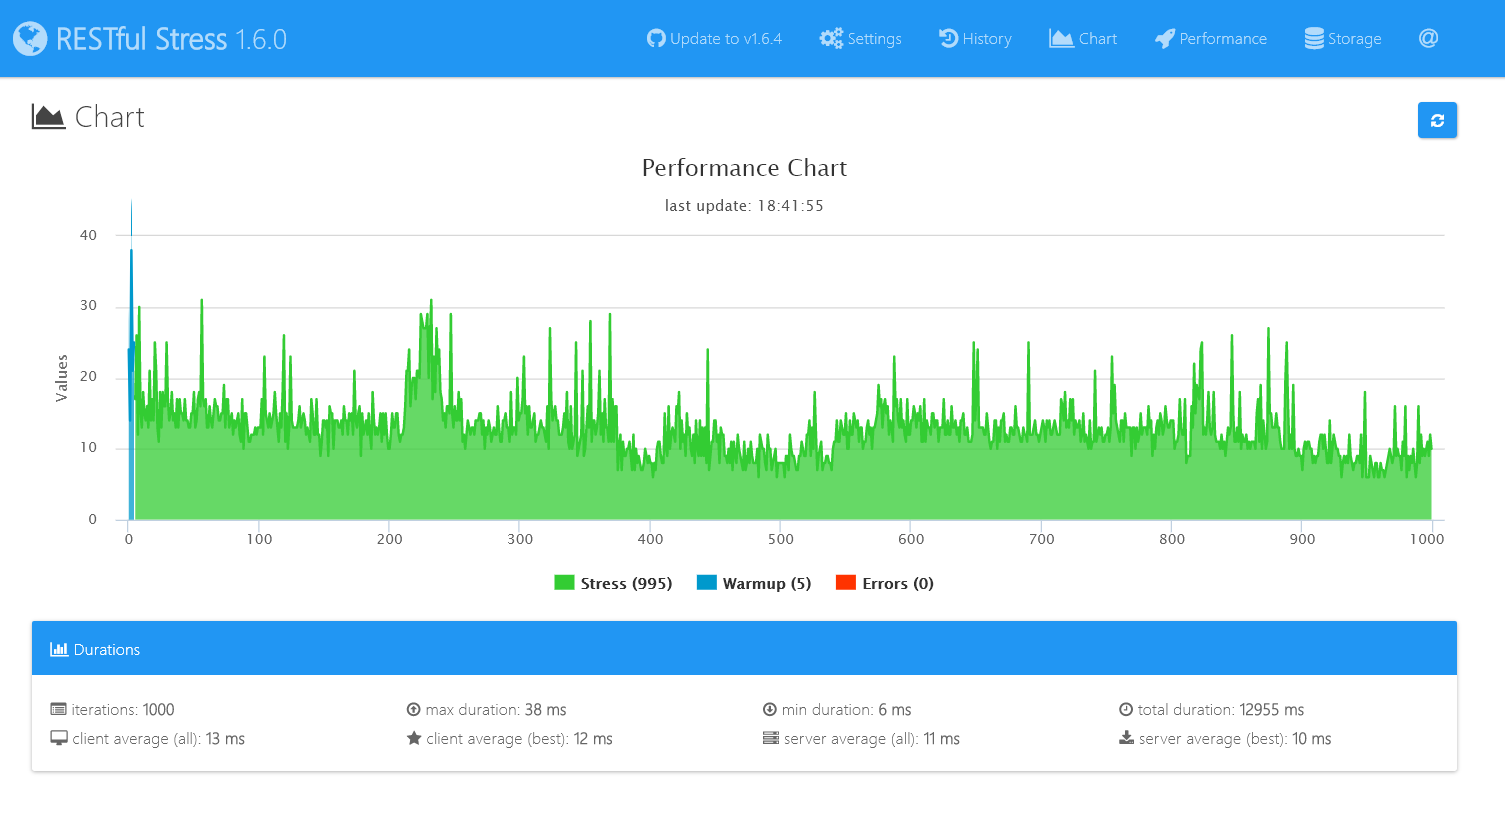 RESTful Stress 1.6.0
Update to v1.6.4 Settings History Chart Performance Storage @
Chart
Performance Chart
last update: 18:41:55
Values
40
30
20
10
0
0 100 200 300 400 500 600 700 800 900 1000
Stress (995) Warmup (5) Errors (0)
Durations
iterations: 1000 max duration: 38 ms min duration: 6 ms total duration: 12955 ms
client average (all): 13 ms client average (best): 12 ms server average (all): 11 ms server average (best): 10 ms